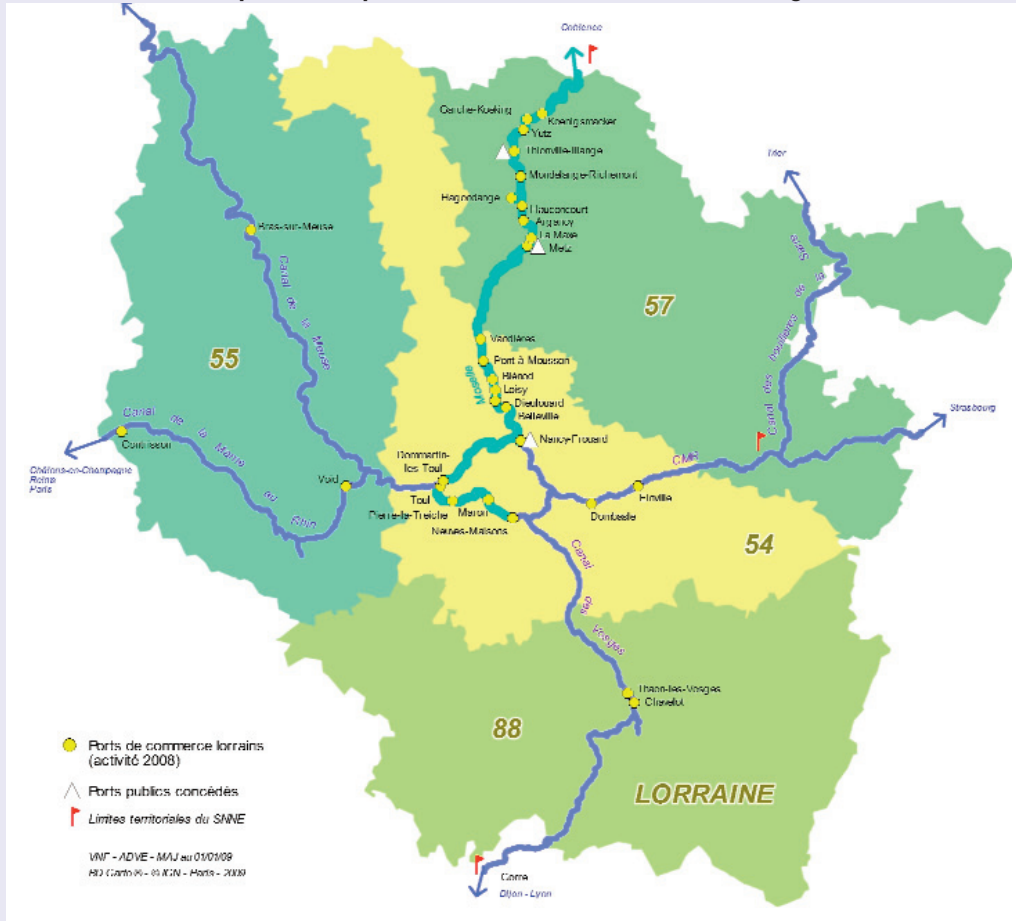 Coblence
Garche-Koeking
Koenigsmacker
Yutz
Thionville-Illange
Mondelange-Richemont
Hagondange
Hauconcourt
Argancy
La Maxe
Metz
Trier
Bras-sur-Meuse
Canal de la Meuse
55
57
Canal des houillères de la Sarre
Vandières
Pont à Mousson
Blénod
Loisy
Dieulouard
Belleville
Moselle
Strasbourg
Canal de la Marne au Rhin
Contrisson
Châlons-en-Champagne
Reims
Paris
Void
Dommartin-
les Toul
Nancy-Frouard
CMR
Toul
Pierre-la-Treiche
Maron
Neuves-Maisons
Einville
Dombasle
54
Canal des Vosges
Thaon-les-Vosges
Chavelot
88
LORRAINE
Ports de commerce lorrains
(activité 2008)
Ports publics concédés
Limites territoriales du SNNE
VNF - ADVE - MAJ au 01/01/09
BD Carto® - © IGN - Paris - 2009
Corre
Dijon - Lyon